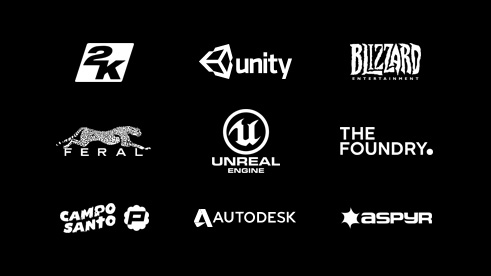 2K
unity
BLIZZARD
ENTERTAINMENT
FERAL
UNREAL
ENGINE
THE
FOUNDRY.
CAMPO
SANTO
P
AUTODESK
ASPYR